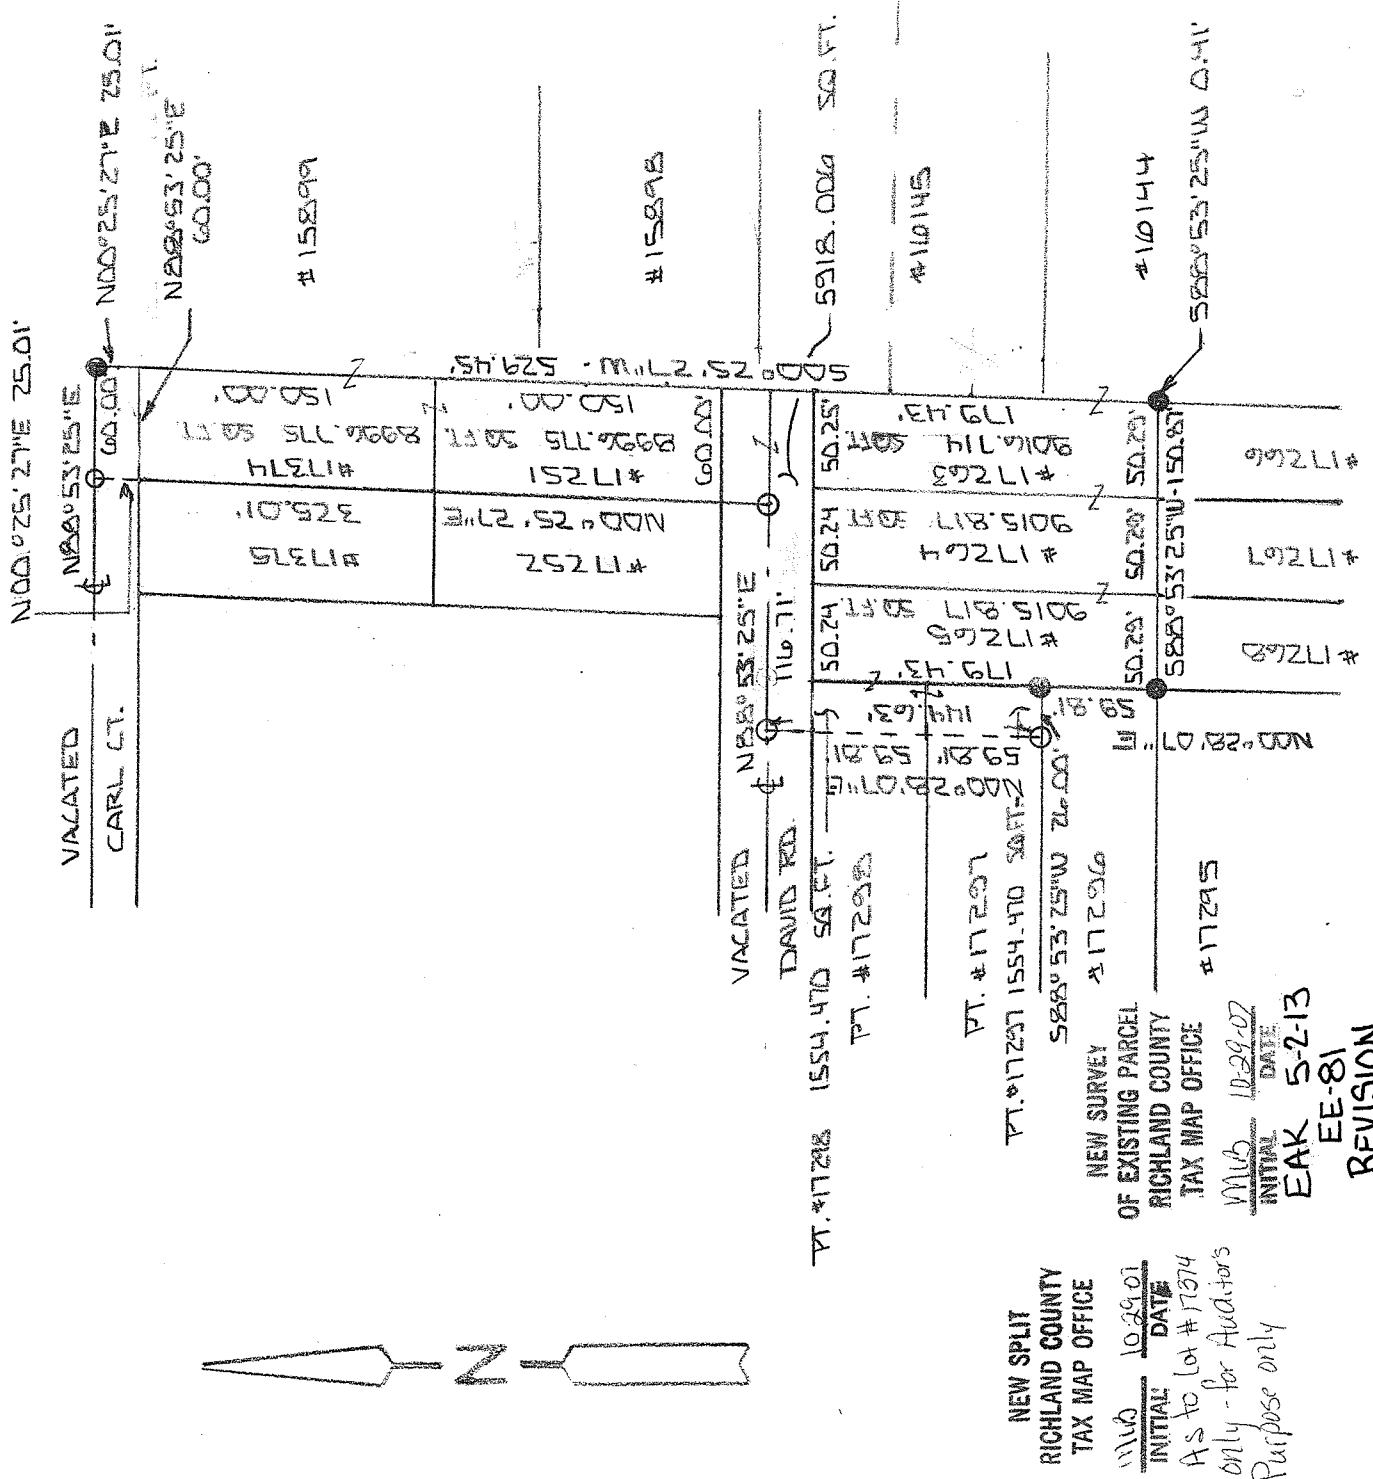 N00°25'27"E 25.01'
N88°53'25"E
60.00'
N00°25'27"E 25.01'
N88°53'25"E
60.00'
VACATED
CARL CT.
#15899
#15898
#16145
#16144
S00°25'27"W - 529.45'
150.00'
8996.775 SQ.FT.
#17374
150.00'
8996.775 SQ.FT.
#17251
60.00'
325.01'
#17375
N00°25'27"E
#17252
5918.006 SQ.FT.
VACATED
DAVID RD.
N88°53'25"E
116.71'
50.25'
179.43'
9016.714 SQ.FT.
#17263
50.29'
50.24
9015.817 SQ.FT.
#17264
50.24
9015.817 SQ.FT.
#17265
179.43'
50.29'
S88°53'25"W-150.87'
S88°53'25"W 0.41'
#17266
#17267
#17268
144.63'
59.81' 59.81'
N00°28'07"E
59.81'
N00°28'07"E
PT. #17298 1554.470 SQ.FT.
PT. #17298
PT. #17297
PT. #17297 1554.470 SQ.FT.
S88°53'25"W 26.00'
#17296
#17295
N
NEW SURVEY
OF EXISTING PARCEL
RICHLAND COUNTY
TAX MAP OFFICE
MLB 10-29-07
INITIAL DATE
EAK 5-2-13
EE-81
REVISION
NEW SPLIT
RICHLAND COUNTY
TAX MAP OFFICE
MLB 10-29-07
INITIAL DATE
As to Lot #17374
only - for Auditors
Purpose only